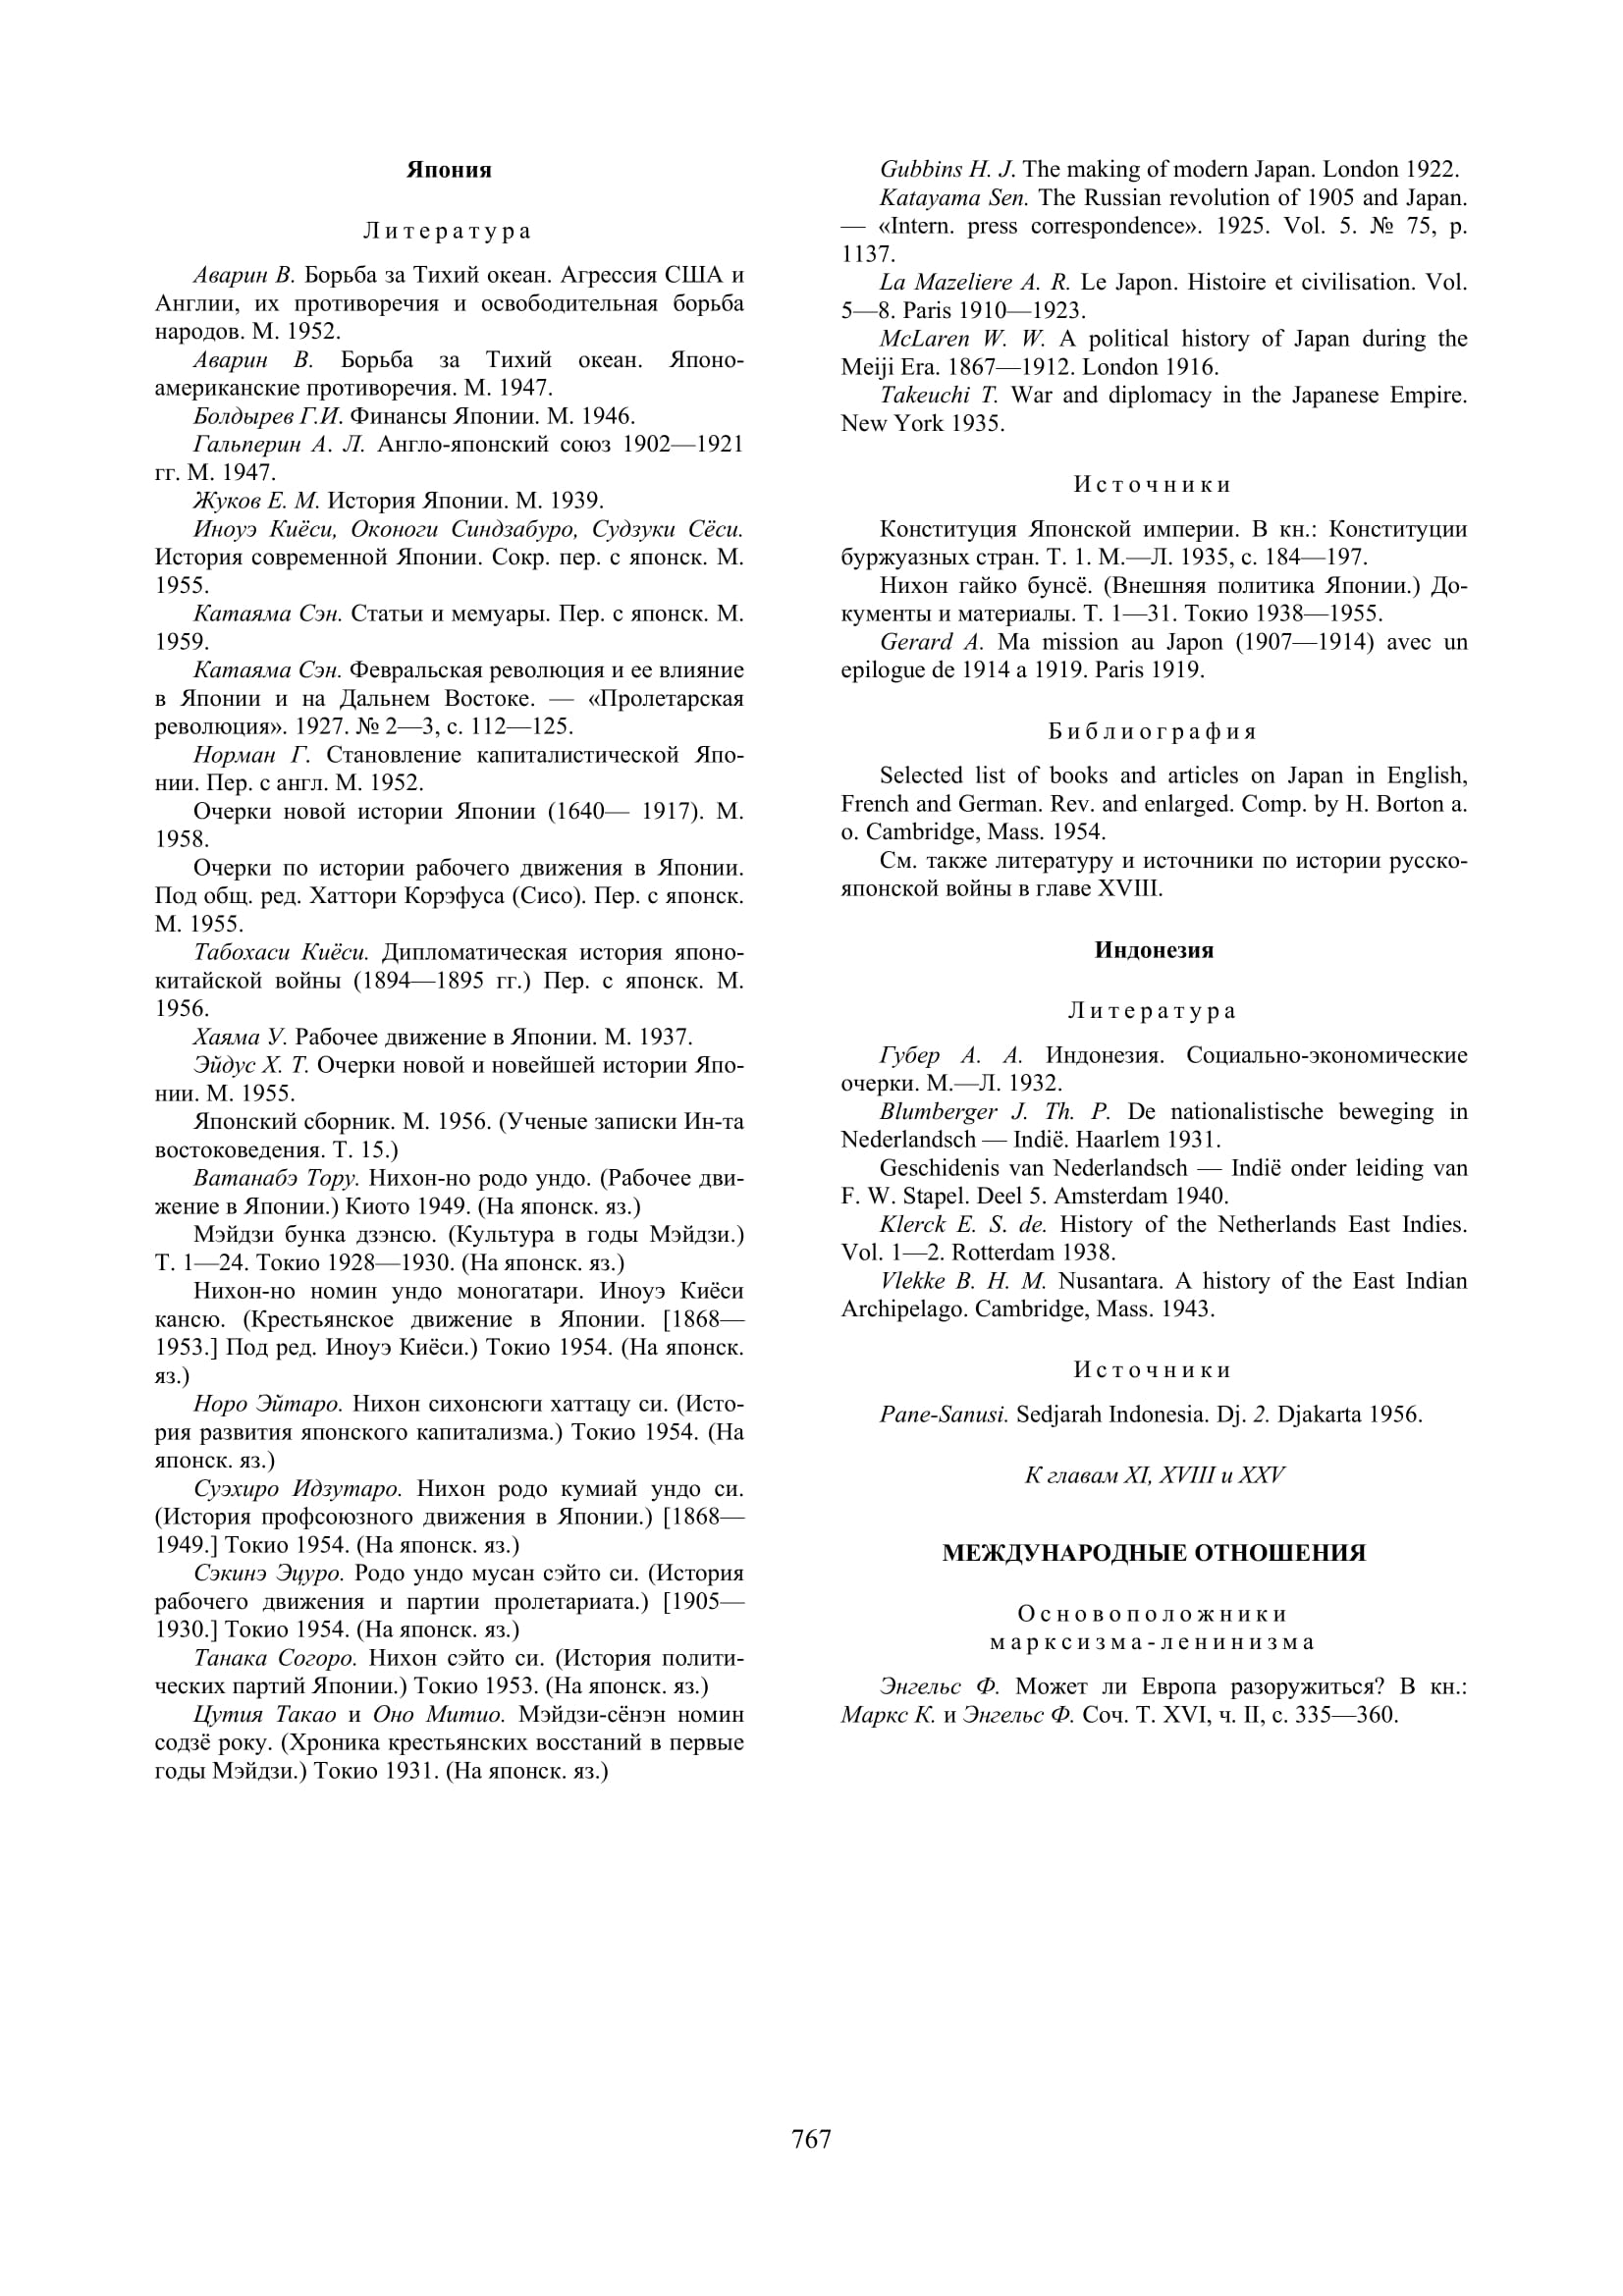 Япония
Литература
Аварин В. Борьба за Тихий океан. Агрессия США и
Англии, их противоречия и освободительная борьба
народов. М. 1952.
Аварин В. Борьба за Тихий океан. Японо-
американские противоречия. М. 1947.
Болдырев Г.И. Финансы Японии. М. 1946.
Гальперин А. Л. Англо-японский союз 1902—1921
гг. М. 1947.
Жуков Е. М. История Японии. М. 1939.
Иноуэ Киёси, Оконоги Синдзабуро, Судзуки Сёси.
История современной Японии. Сокр. пер. с японск. М.
1955.
Катаяма Сэн. Статьи и мемуары. Пер. с японск. М.
1959.
Катаяма Сэн. Февральская революция и ее влияние
в Японии и на Дальнем Востоке. — «Пролетарская
революция». 1927. № 2—3, с. 112—125.
Норман Г. Становление капиталистической Япо-
нии. Пер. с англ. М. 1952.
Очерки новой истории Японии (1640— 1917). М.
1958.
Очерки по истории рабочего движения в Японии.
Под общ. ред. Хаттори Корэфуса (Сисо). Пер. с японск.
М. 1955.
Табохаси Киёси. Дипломатическая история японо-
китайской войны (1894—1895 гг.) Пер. с японск. М.
1956.
Хаяма У. Рабочее движение в Японии. М. 1937.
Эйдус Х. Т. Очерки новой и новейшей истории Япо-
нии. М. 1955.
Японский сборник. М. 1956. (Ученые записки Ин-та
востоковедения. Т. 15.)
Ватанабэ Тору. Нихон-но родо ундо. (Рабочее дви-
жение в Японии.) Киото 1949. (На японск. яз.)
Мэйдзи бунка дзэнсю. (Культура в годы Мэйдзи.)
Т. 1—24. Токио 1928—1930. (На японск. яз.)
Нихон-но номин ундо моногатари. Иноуэ Киёси
кансю. (Крестьянское движение в Японии. [1868—
1953.] Под ред. Иноуэ Киёси.) Токио 1954. (На японск.
яз.)
Норо Эйтаро. Нихон сихонсюги хаттацу си. (Исто-
рия развития японского капитализма.) Токио 1954. (На
японск. яз.)
Суэхиро Идзутаро. Нихон родо кумиай ундо си.
(История профсоюзного движения в Японии.) [1868—
1949.] Токио 1954. (На японск. яз.)
Сэкинэ Эцуро. Родо ундо мусан сэйто си. (История
рабочего движения и партии пролетариата.) [1905—
1930.] Токио 1954. (На японск. яз.)
Танака Согоро. Нихон сэйто си. (История полити-
ческих партий Японии.) Токио 1953. (На японск. яз.)
Цутия Такао и Оно Митио. Мэйдзи-сёнэн номин
содзё року. (Хроника крестьянских восстаний в первые
годы Мэйдзи.) Токио 1931. (На японск. яз.)
Gubbins H. J. The making of modern Japan. London 1922.
Katayama Sen. The Russian revolution of 1905 and Japan.
— «Intern. press correspondence». 1925. Vol. 5. № 75, p.
1137.
La Mazeliere A. R. Le Japon. Histoire et civilisation. Vol.
5—8. Paris 1910—1923.
McLaren W. W. A political history of Japan during the
Meiji Era. 1867—1912. London 1916.
Takeuchi T. War and diplomacy in the Japanese Empire.
New York 1935.
Источники
Конституция Японской империи. В кн.: Конституции
буржуазных стран. Т. 1. М.—Л. 1935, с. 184—197.
Нихон гайко бунсё. (Внешняя политика Японии.) До-
кументы и материалы. Т. 1—31. Токио 1938—1955.
Gerard A. Ma mission au Japon (1907—1914) avec un
epilogue de 1914 a 1919. Paris 1919.
Библиография
Selected list of books and articles on Japan in English,
French and German. Rev. and enlarged. Comp. by H. Borton a.
o. Cambridge, Mass. 1954.
См. также литературу и источники по истории русско-
японской войны в главе XVIII.
Индонезия
Литература
Губер А. А. Индонезия. Социально-экономические
очерки. М.—Л. 1932.
Blumberger J. Th. P. De nationalistische beweging in
Nederlandsch — Indië. Haarlem 1931.
Geschidenis van Nederlandsch — Indië onder leiding van
F. W. Stapel. Deel 5. Amsterdam 1940.
Klerck E. S. de. History of the Netherlands East Indies.
Vol. 1—2. Rotterdam 1938.
Vlekke B. H. M. Nusantara. A history of the East Indian
Archipelago. Cambridge, Mass. 1943.
Источники
Pane-Sanusi. Sedjarah Indonesia. Dj. 2. Djakarta 1956.
К главам XI, XVIII и XXV
МЕЖДУНАРОДНЫЕ ОТНОШЕНИЯ
Основоположники
марксизма-ленинизма
Энгельс Ф. Может ли Европа разоружиться? В кн.:
Маркс К. и Энгельс Ф. Соч. Т. XVI, ч. II, с. 335—360.
767